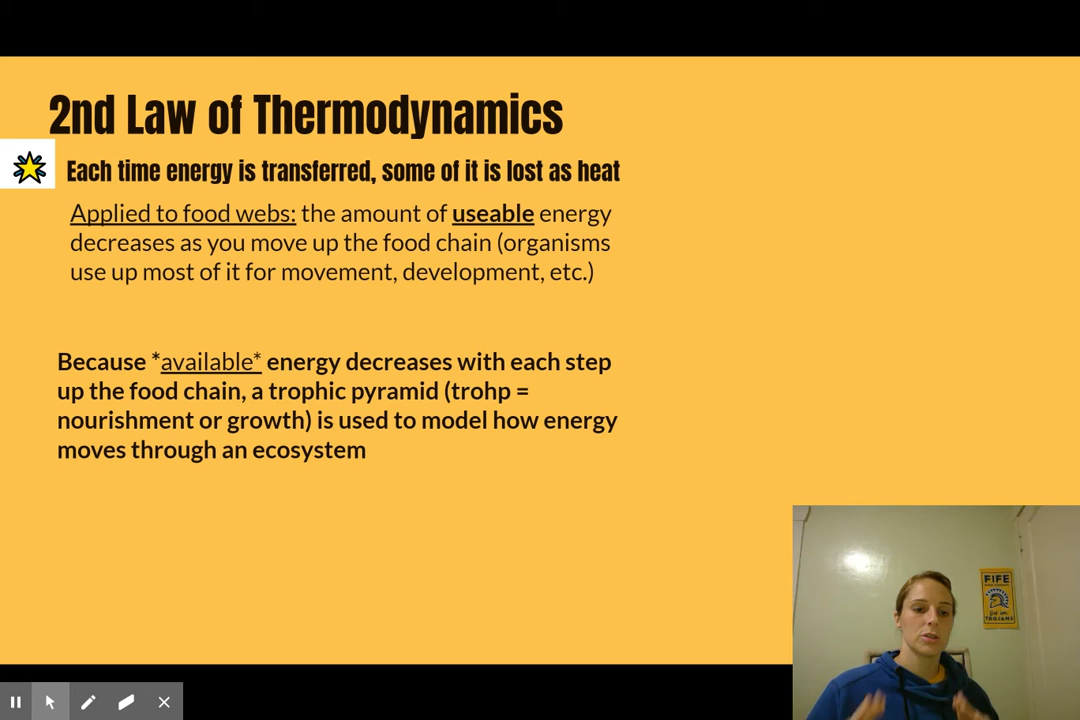 2nd Law of Thermodynamics
Each time energy is transferred, some of it is lost as heat
Applied to food webs: the amount of useable energy
decreases as you move up the food chain (organisms
use up most of it for movement, development, etc.)
Because *available* energy decreases with each step
up the food chain, a trophic pyramid (trohp =
nourishment or growth) is used to model how energy
moves through an ecosystem
FIFE
TROJANS